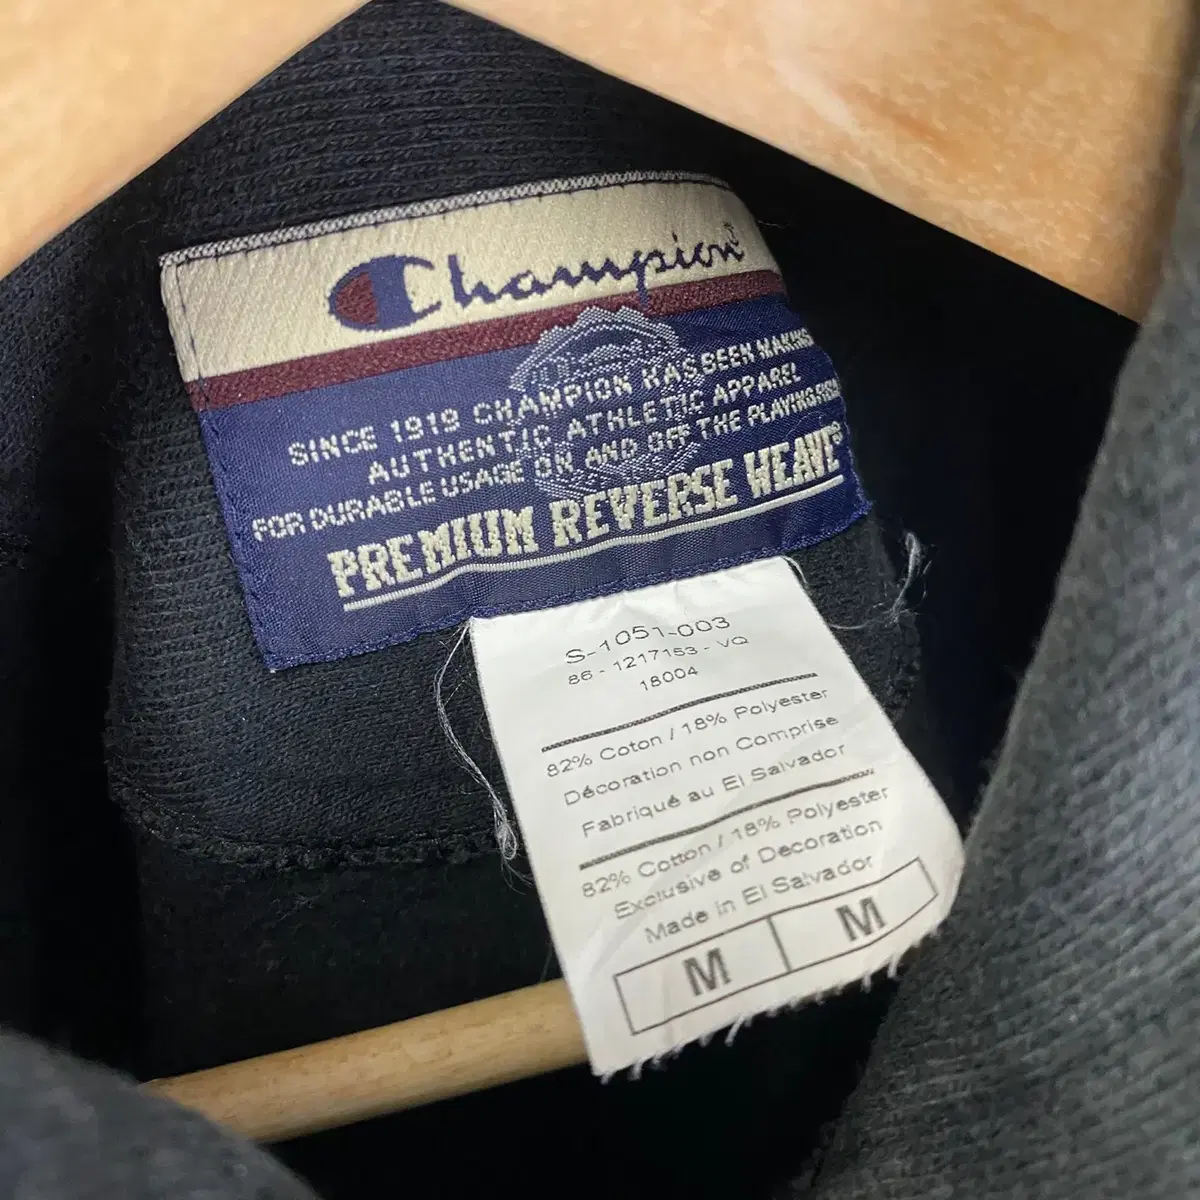 Champion
SINCE 1919 CHAMPION HAS BEEN MAKING
AUTHENTIC ATHLETIC APPAREL
FOR DURABLE USAGE ON AND OFF THE PLAYING
PREMIUM REVERSE WEAVE®
S-1051-003
86 - 1217153 - VQ
18004
82% Coton / 18% Polyester
Décoration non Comprise
Fabriqué au El Salvador
82% Cotton / 18% Polyester
Exclusive of Decoration
Made in El Salvador
M M